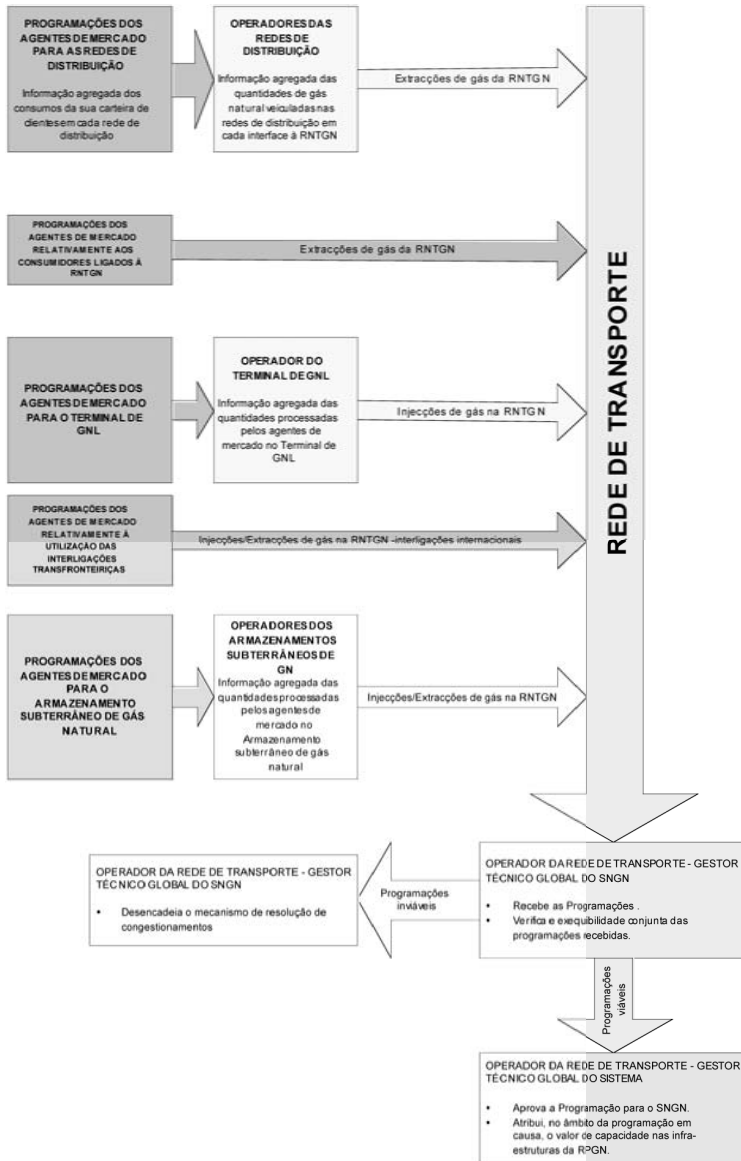 PROGRAMAÇÕES DOS
AGENTES DE MERCADO
PARA AS REDES DE
DISTRIBUIÇÃO
Informação agregada dos
consumos da sua carteira de
clientes em cada rede de
distribuição
OPERADORES DAS
REDES DE
DISTRIBUIÇÃO
Informação agregada das
quantidades de gás
natural veiculadas nas
redes de distribuição em
cada interface à RNTGN
Extracções de gás da RNTGN
PROGRAMAÇÕES DOS
AGENTES DE MERCADO
RELATIVAMENTE AOS
CONSUMIDORES LIGADOS À
RNTGN
Extracções de gás da RNTGN
PROGRAMAÇÕES DOS
AGENTES DE MERCADO
PARA O TERMINAL DE
GNL
OPERADOR DO
TERMINAL DE GNL
Informação agregada das
quantidades processadas
pelos agentes de
mercado no Terminal de
GNL
Injecções de gás na RNTGN
PROGRAMAÇÕES DOS
AGENTES DE MERCADO
RELATIVAMENTE À
UTILIZAÇÃO DAS
INTERLIGAÇÕES
TRANSFRONTEIRIÇAS
Injecções/Extracções de gás na RNTGN -interligações internacionais
PROGRAMAÇÕES DOS
AGENTES DE MERCADO
PARA O
ARMAZENAMENTO
SUBTERRÂNEO DE GÁS
NATURAL
OPERADORES DOS
ARMAZENAMENTOS
SUBTERRÂNEOS DE
GN
Informação agregada das
quantidades processadas
pelos agentes de
mercado no
Armazenamento
subterrâneo de gás
natural
Injecções/Extracções de gás na RNTGN
REDE DE TRANSPORTE
OPERADOR DA REDE DE TRANSPORTE - GESTOR
TÉCNICO GLOBAL DO SNGN
• Recebe as Programações .
• Verifica e exequibilidade conjunta das
programações recebidas.
Programações
inviáveis
OPERADOR DA REDE DE TRANSPORTE - GESTOR
TÉCNICO GLOBAL DO SNGN
• Desencadeia o mecanismo de resolução de
congestionamentos
Programações
viáveis
OPERADOR DA REDE DE TRANSPORTE - GESTOR
TÉCNICO GLOBAL DO SISTEMA
• Aprova a Programação para o SNGN.
• Atribui, no âmbito da programação em
causa, o valor de capacidade nas infra-
estruturas da RPGN.